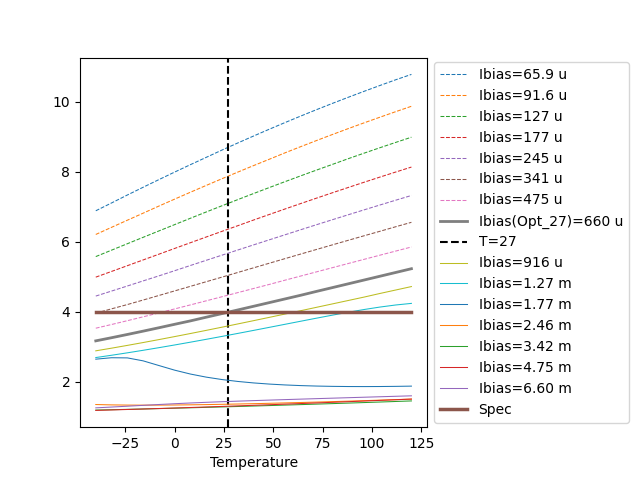 10
8
6
4
2
−25
0
25
50
75
100
125
Temperature
Ibias=65.9 u
Ibias=91.6 u
Ibias=127 u
Ibias=177 u
Ibias=245 u
Ibias=341 u
Ibias=475 u
Ibias(Opt_27)=660 u
T=27
Ibias=916 u
Ibias=1.27 m
Ibias=1.77 m
Ibias=2.46 m
Ibias=3.42 m
Ibias=4.75 m
Ibias=6.60 m
Spec